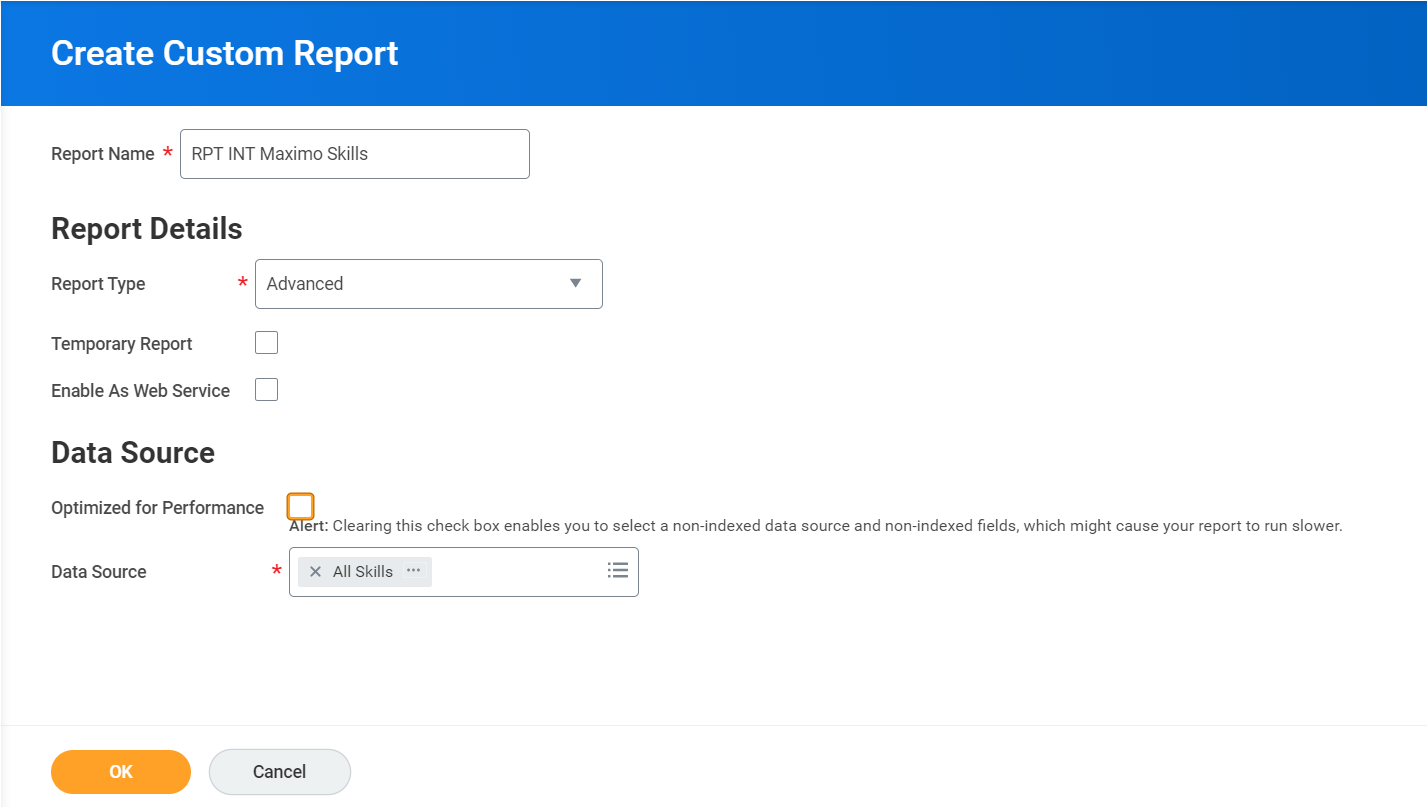 Create Custom Report
Report Name * RPT INT Maximo Skills
Report Details
Report Type * Advanced
Temporary Report
Enable As Web Service
Data Source
Optimized for Performance
Alert: Clearing this check box enables you to select a non-indexed data source and non-indexed fields, which might cause your report to run slower.
Data Source * All Skills
OK Cancel